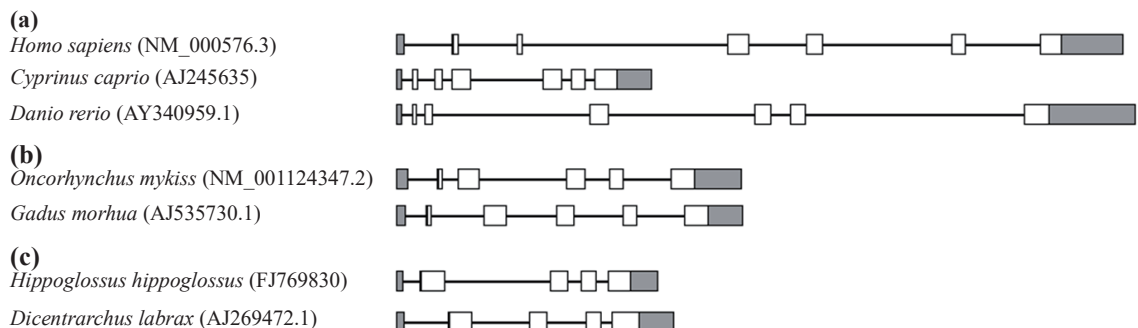 (a)
Homo sapiens (NM_000576.3)
Cyprinus caprio (AJ245635)
Danio rerio (AY340959.1)
(b)
Oncorhynchus mykiss (NM_001124347.2)
Gadus morhua (AJ535730.1)
(c)
Hippoglossus hippoglossus (FJ769830)
Dicentrarchus labrax (AJ269472.1)